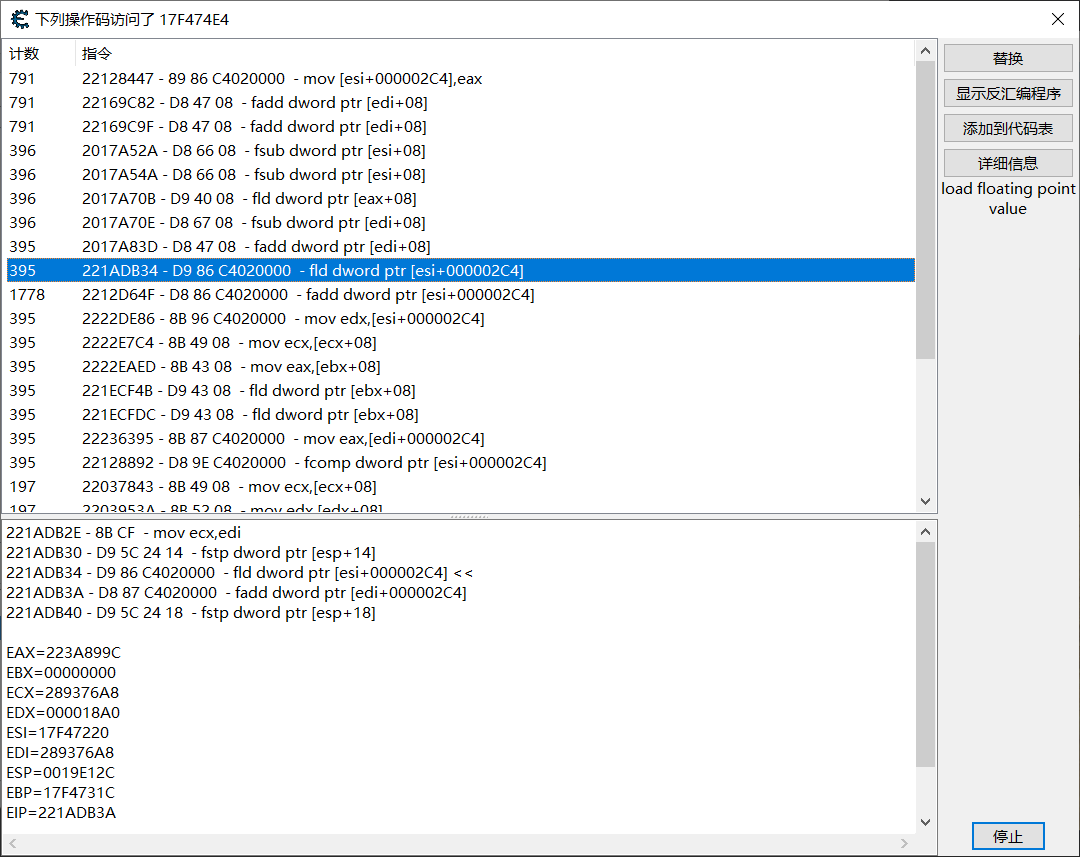 下列操作码访问了 17F474E4
计数 指令
791 22128447 - 89 86 C4020000 - mov [esi+000002C4],eax
791 22169C82 - D8 47 08 - fadd dword ptr [edi+08]
791 22169C9F - D8 47 08 - fadd dword ptr [edi+08]
396 2017A52A - D8 66 08 - fsub dword ptr [esi+08]
396 2017A54A - D8 66 08 - fsub dword ptr [esi+08]
396 2017A70B - D9 40 08 - fld dword ptr [eax+08]
396 2017A70E - D8 67 08 - fsub dword ptr [edi+08]
395 2017A83D - D8 47 08 - fadd dword ptr [edi+08]
395 221ADB34 - D9 86 C4020000 - fld dword ptr [esi+000002C4]
1778 2212D64F - D8 86 C4020000 - fadd dword ptr [esi+000002C4]
395 2222DE86 - 8B 96 C4020000 - mov edx,[esi+000002C4]
395 2222E7C4 - 8B 49 08 - mov ecx,[ecx+08]
395 2222EAED - 8B 43 08 - mov eax,[ebx+08]
395 221ECF4B - D9 43 08 - fld dword ptr [ebx+08]
395 221ECFDC - D9 43 08 - fld dword ptr [ebx+08]
395 22236395 - 8B 87 C4020000 - mov eax,[edi+000002C4]
395 22128892 - D8 9E C4020000 - fcomp dword ptr [esi+000002C4]
197 22037843 - 8B 49 08 - mov ecx,[ecx+08]
197 2203953A - 8B 52 08 - mov edx,[edx+08]
替换
显示反汇编程序
添加到代码表
详细信息
load floating point
value
221ADB2E - 8B CF - mov ecx,edi
221ADB30 - D9 5C 24 14 - fstp dword ptr [esp+14]
221ADB34 - D9 86 C4020000 - fld dword ptr [esi+000002C4] <<
221ADB3A - D8 87 C4020000 - fadd dword ptr [edi+000002C4]
221ADB40 - D9 5C 24 18 - fstp dword ptr [esp+18]
EAX=223A899C
EBX=00000000
ECX=289376A8
EDX=000018A0
ESI=17F47220
EDI=289376A8
ESP=0019E12C
EBP=17F4731C
EIP=221ADB3A
停止